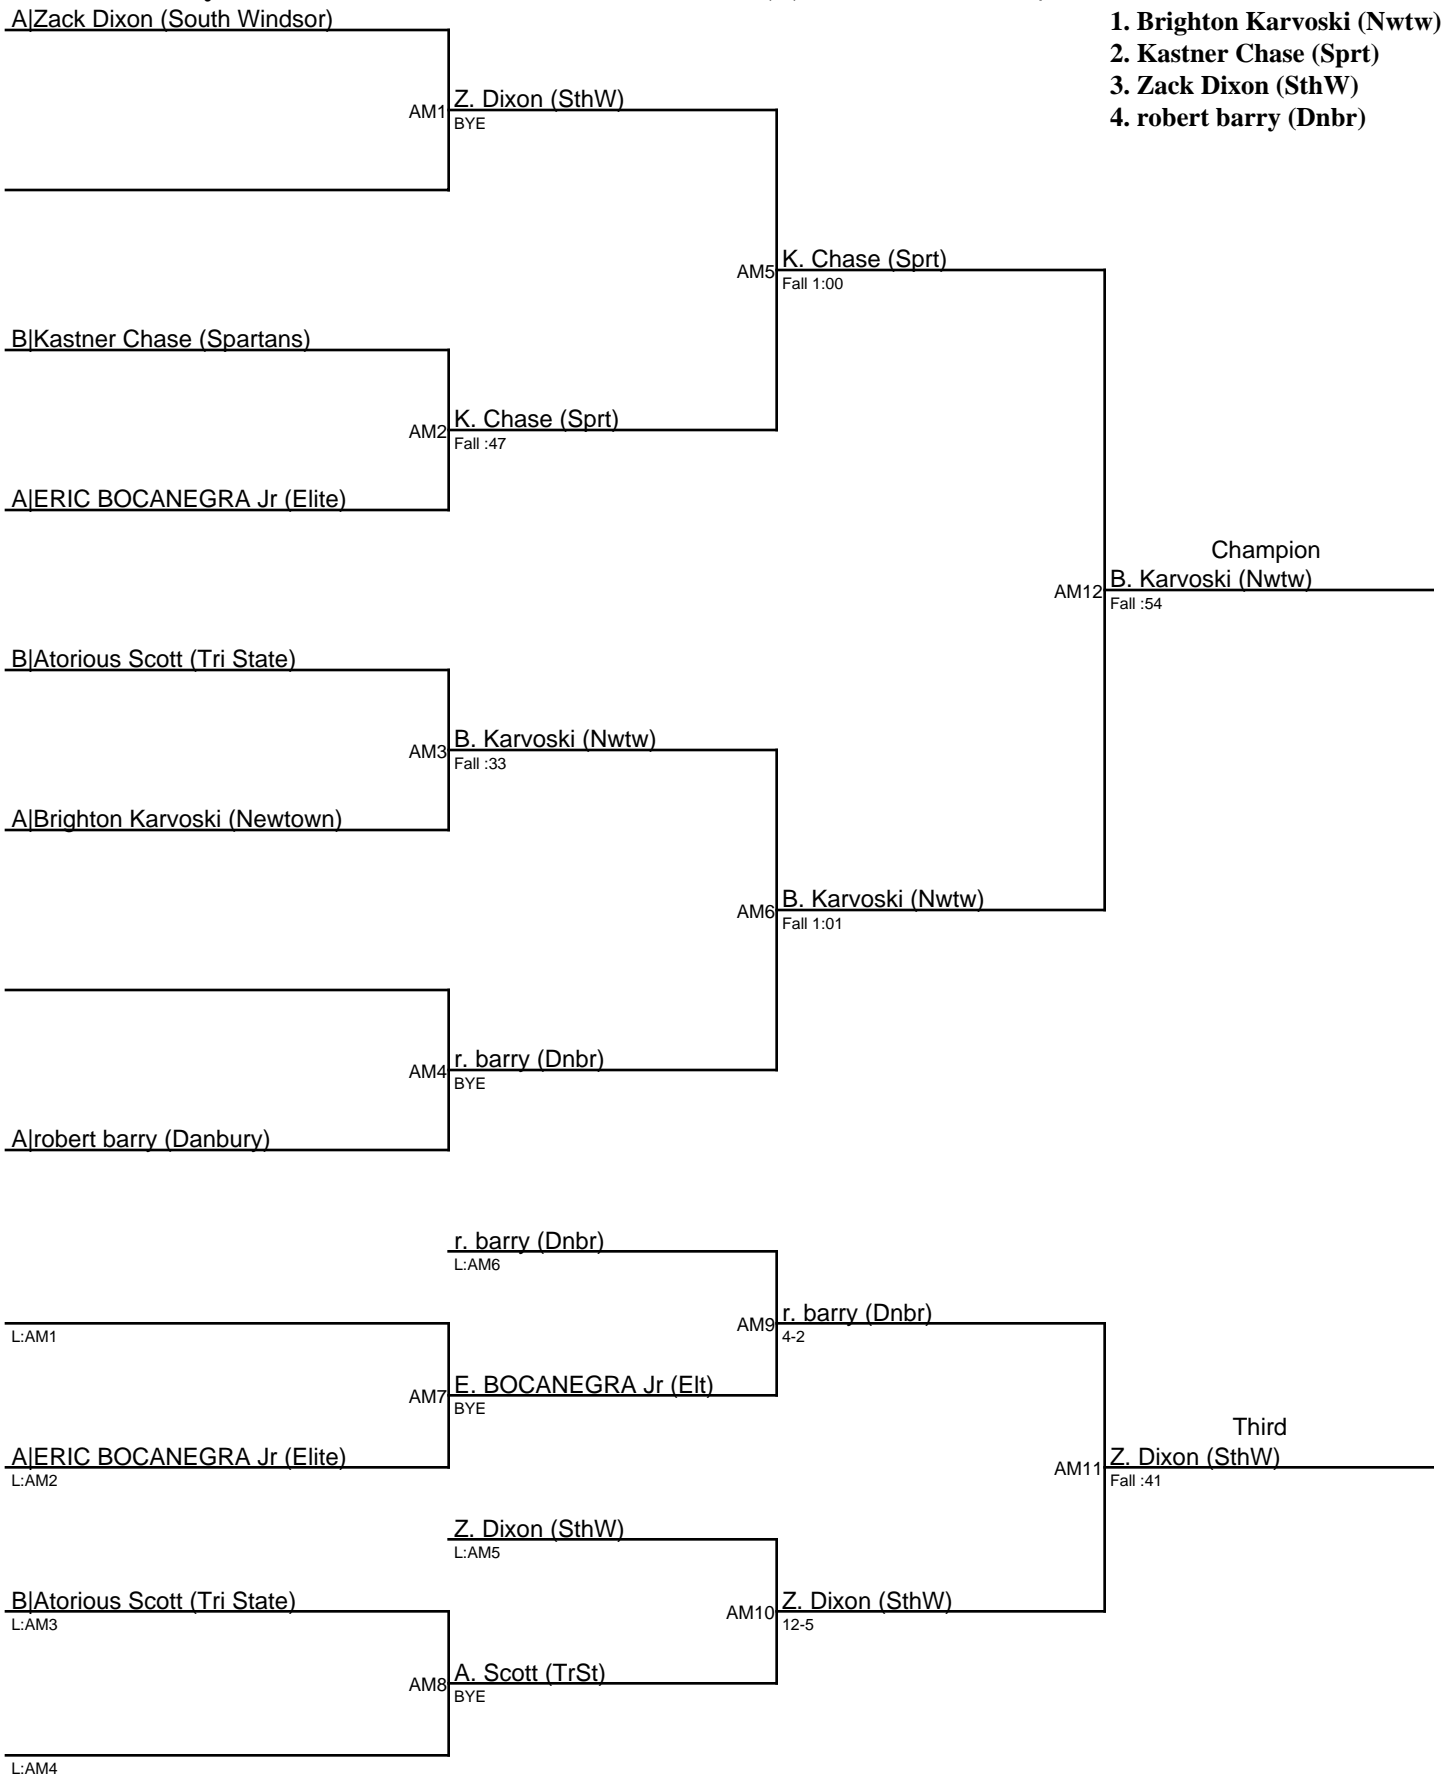 A|Zack Dixon (South Windsor)
1. Brighton Karvoski (Nwtw)
2. Kastner Chase (Sprt)
3. Zack Dixon (SthW)
4. robert barry (Dnbr)
AM1
Z. Dixon (SthW)
BYE
AM5
K. Chase (Sprt)
Fall 1:00
B|Kastner Chase (Spartans)
AM2
K. Chase (Sprt)
Fall :47
A|ERIC BOCANEGRA Jr (Elite)
Champion
AM12
B. Karvoski (Nwtw)
Fall :54
B|Atorious Scott (Tri State)
AM3
B. Karvoski (Nwtw)
Fall :33
A|Brighton Karvoski (Newtown)
AM6
B. Karvoski (Nwtw)
Fall 1:01
AM4
r. barry (Dnbr)
BYE
A|robert barry (Danbury)
r. barry (Dnbr)
L:AM6
L:AM1
AM9
r. barry (Dnbr)
4-2
AM7
E. BOCANEGRA Jr (Elt)
BYE
A|ERIC BOCANEGRA Jr (Elite)
L:AM2
Third
AM11
Z. Dixon (SthW)
Fall :41
Z. Dixon (SthW)
L:AM5
B|Atorious Scott (Tri State)
L:AM3
AM10
Z. Dixon (SthW)
12-5
AM8
A. Scott (TrSt)
BYE
L:AM4